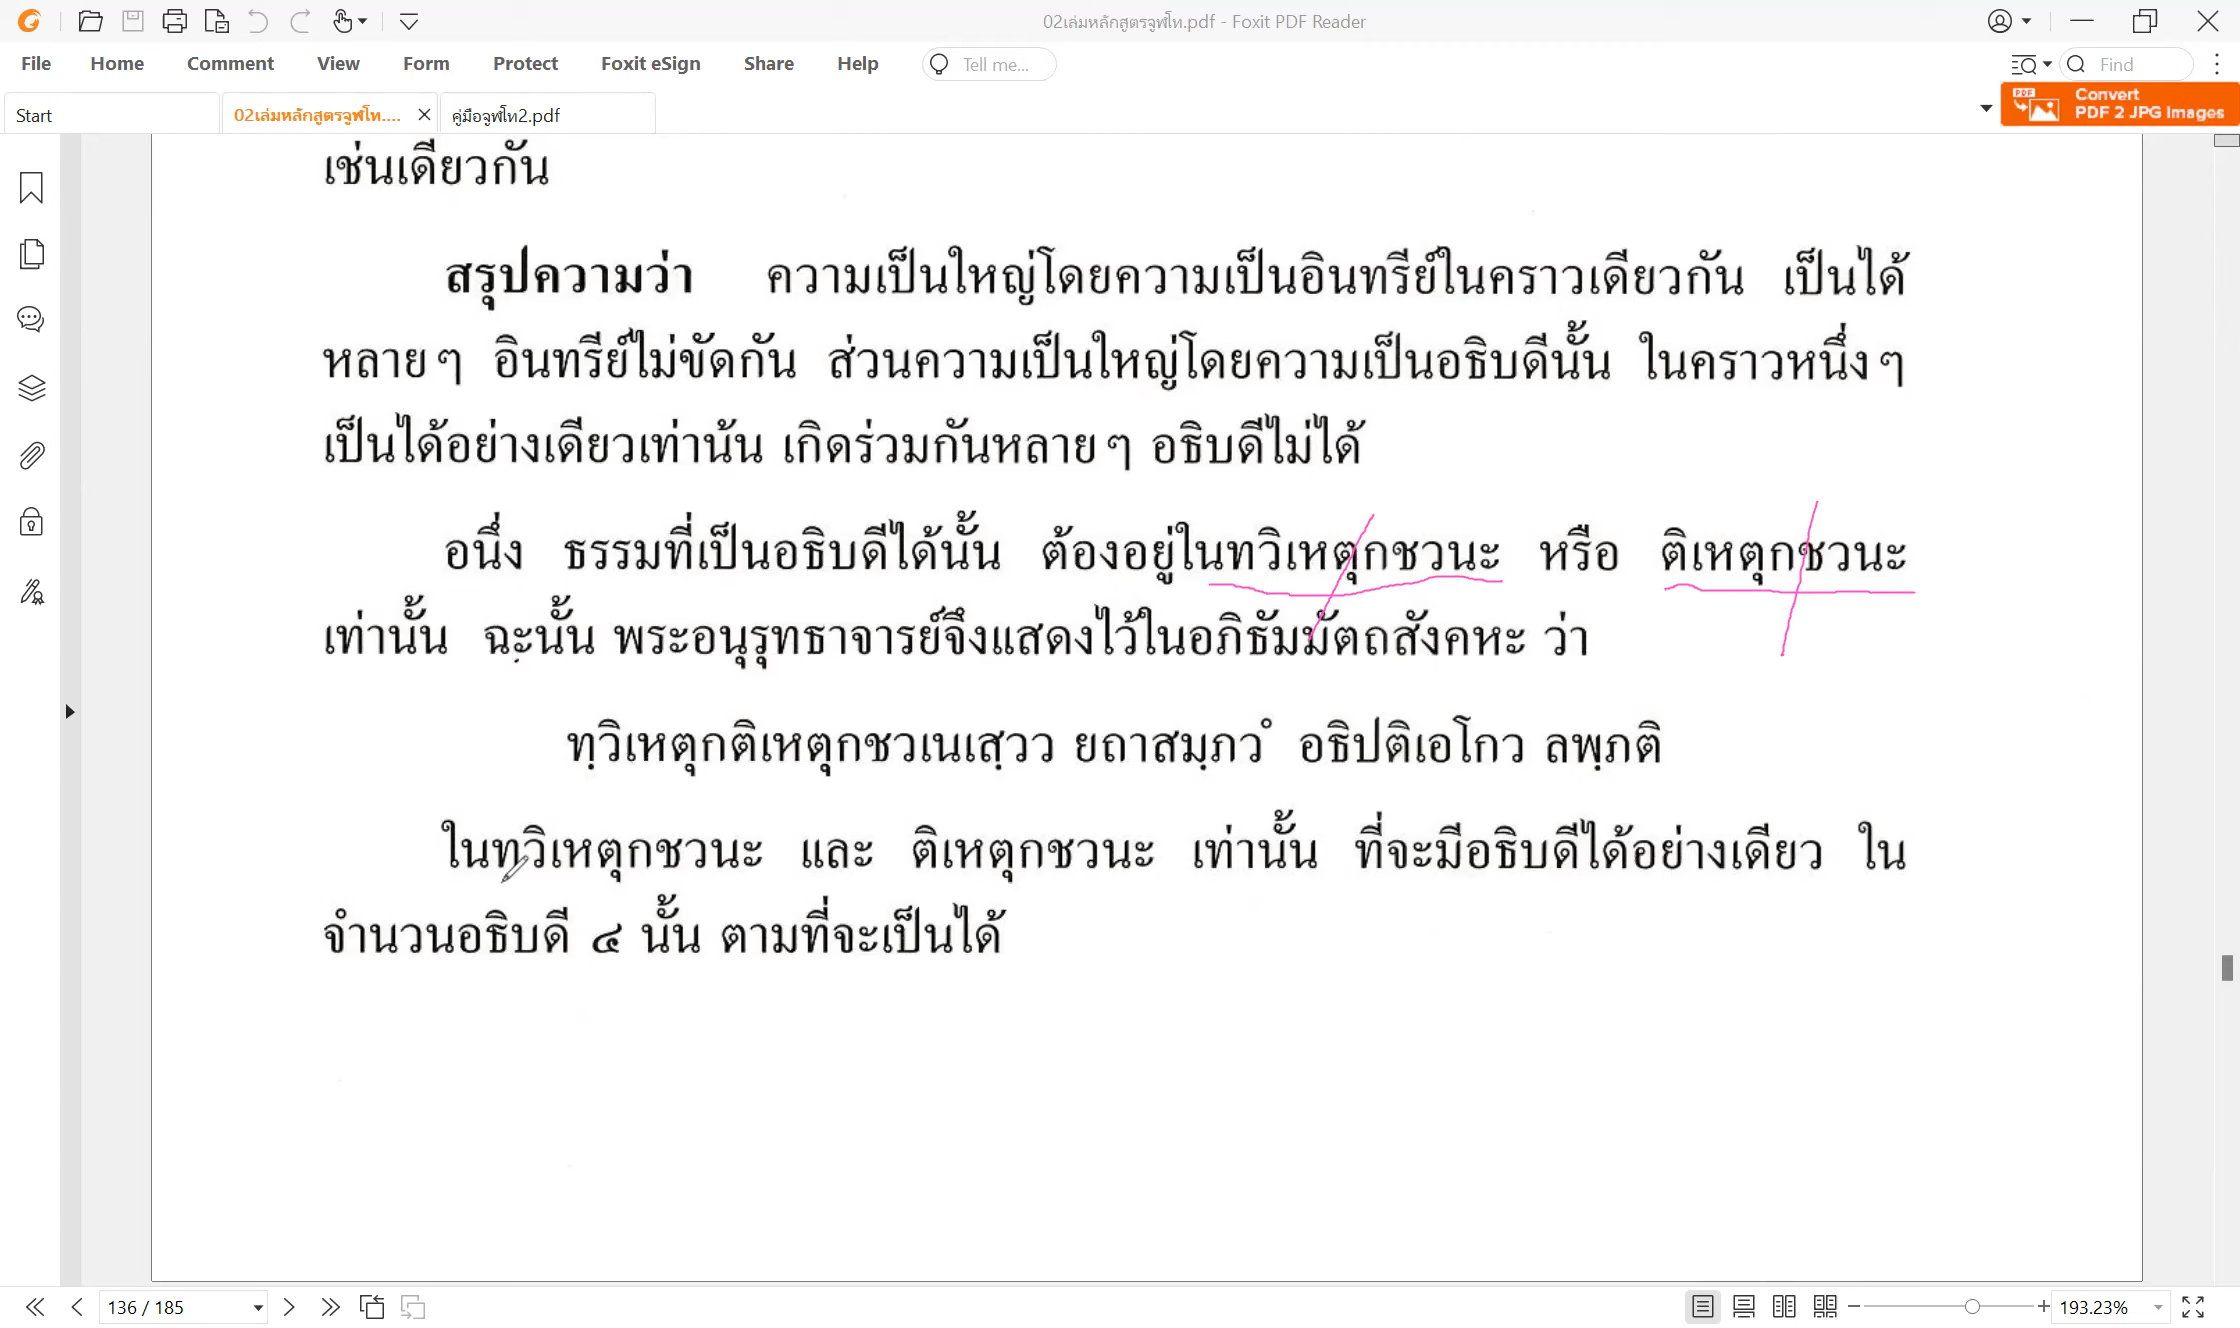 02เล่มหลักสูตรจูฬโท.pdf - Foxit PDF Reader
File Home Comment View Form Protect Foxit eSign Share Help Tell me... Find
Start 02เล่มหลักสูตรจูฬโท.... คู่มือจูฬโท2.pdf
PDF Convert
PDF 2 JPG Images
เช่นเดียวกัน
สรุปความว่า ความเป็นใหญ่โดยความเป็นอินทรีย์ในคราวเดียวกัน เป็นได้
หลาย ๆ อินทรีย์ไม่ขัดกัน ส่วนความเป็นใหญ่โดยความเป็นอธิบดีนั้น ในคราวหนึ่ง ๆ
เป็นได้อย่างเดียวเท่าน้น เกิดร่วมกันหลาย ๆ อธิบดีไม่ได้
อนึ่ง ธรรมที่เป็นอธิบดีได้นั้น ต้องอยู่ในทวิเหตุกชวนะ หรือ ติเหตุกชวนะ
เท่านั้น ฉะนั้น พระอนุรุทธาจารย์จึงแสดงไว้ในอภิธัมมัตถสังคหะ ว่า
ทฺวิเหตุกติเหตุกชวเนเสฺวว ยถาสมฺภวํ อธิปติเอโกว ลพฺภติ
ในทวิเหตุกชวนะ และ ติเหตุกชวนะ เท่านั้น ที่จะมีอธิบดีได้อย่างเดียว ใน
จำนวนอธิบดี ๔ นั้น ตามที่จะเป็นได้
136 / 185 193.23%